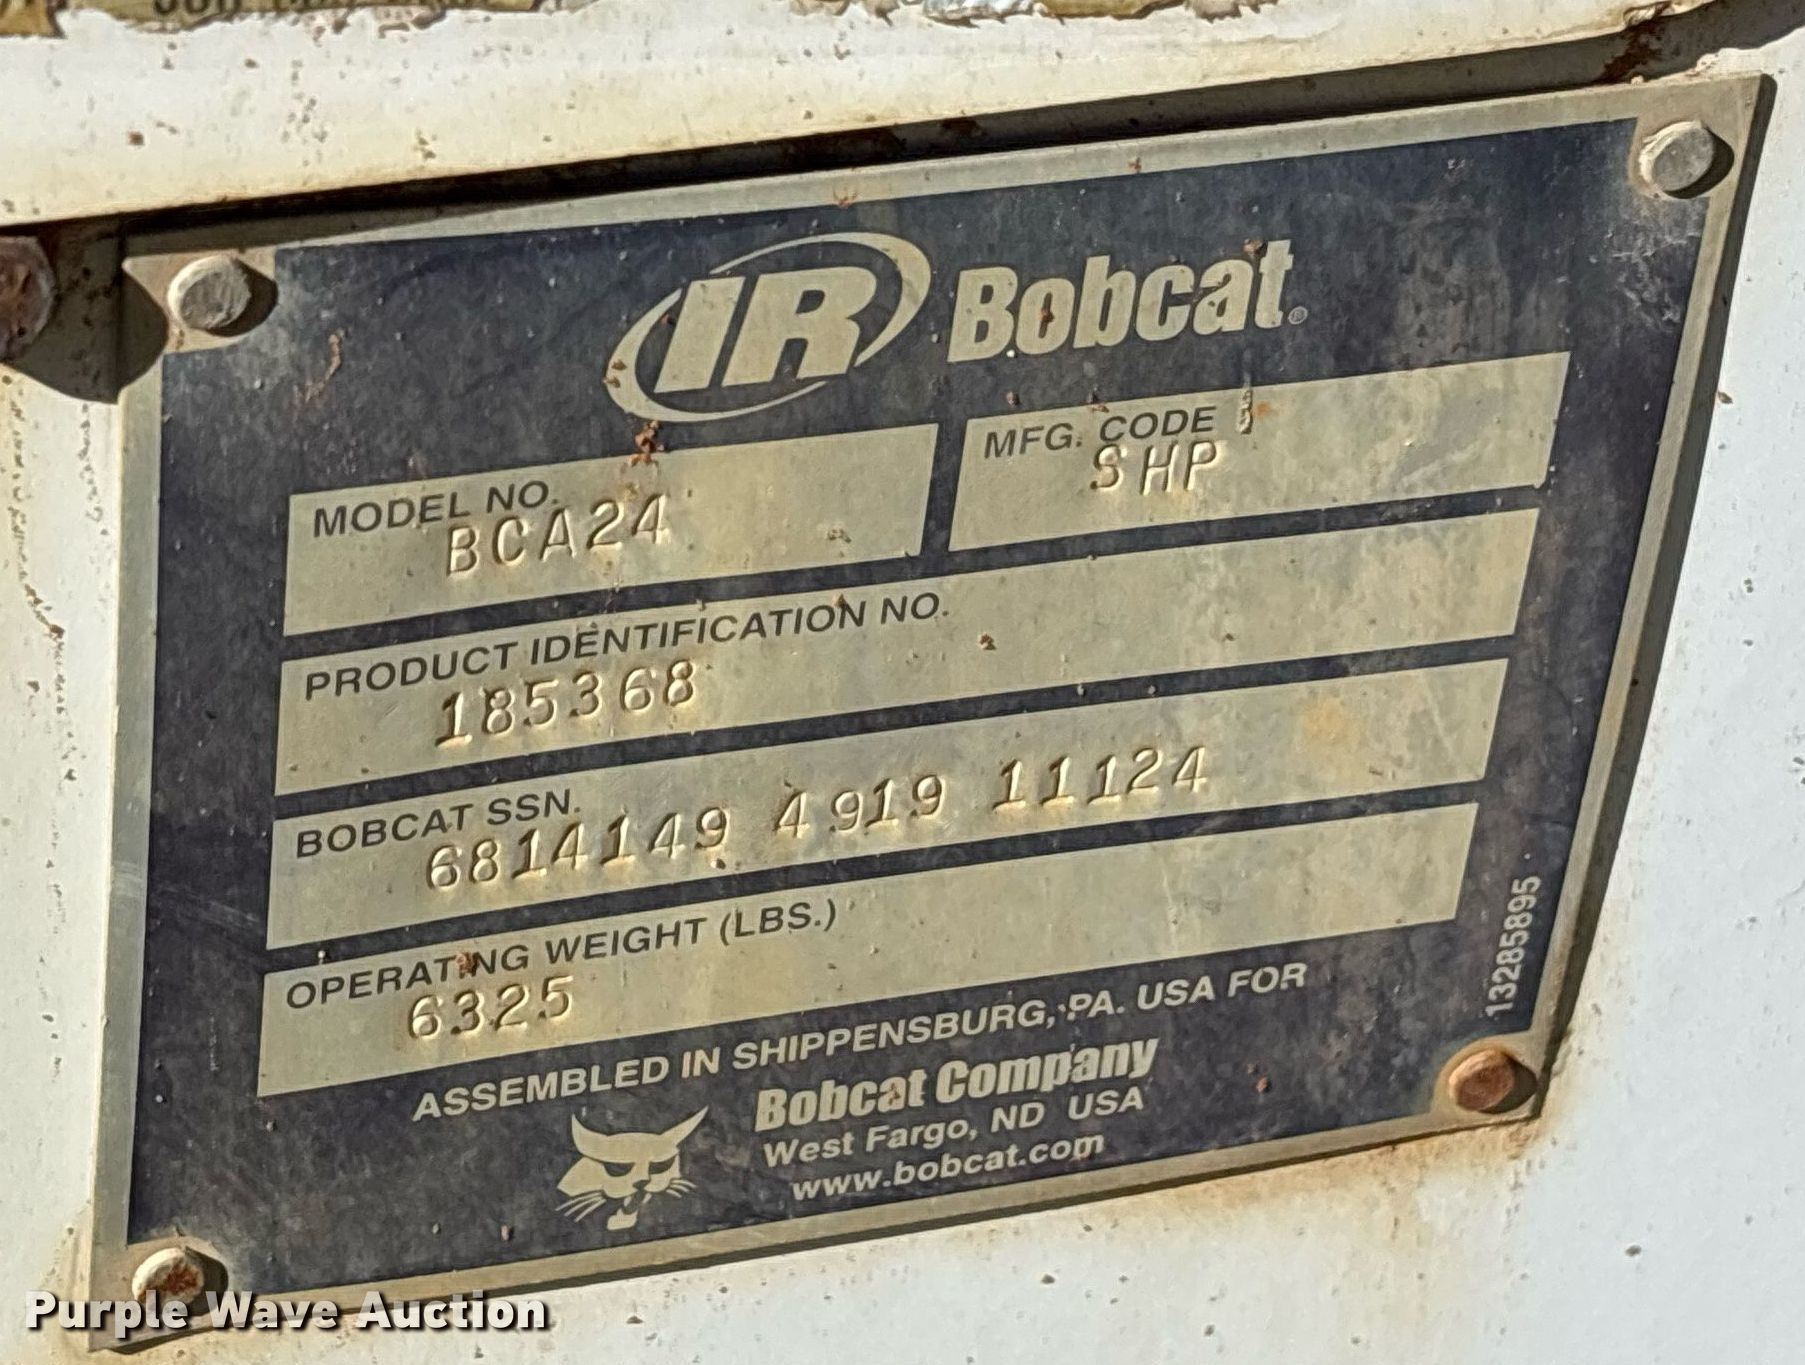 IR Bobcat®
MODEL NO.
BCA24
MFG. CODE
SHP
PRODUCT IDENTIFICATION NO.
185368
BOBCAT SSN.
6814149 4919 11124
OPERATING WEIGHT (LBS.)
6325
13285895
ASSEMBLED IN SHIPPENSBURG, PA. USA FOR
Bobcat Company
West Fargo, ND USA
www.bobcat.com
Purple Wave Auction